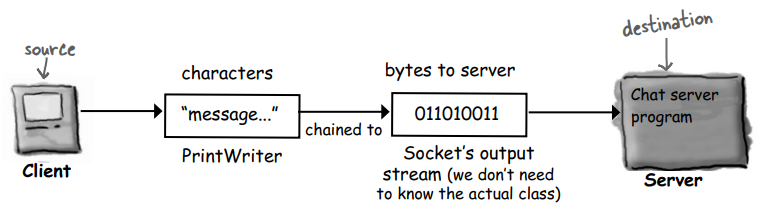 source
destination
characters
bytes to server
"message..."
chained to
011010011
Chat server
program
PrintWriter
Socket's output
stream (we don't need
to know the actual class)
Client
Server